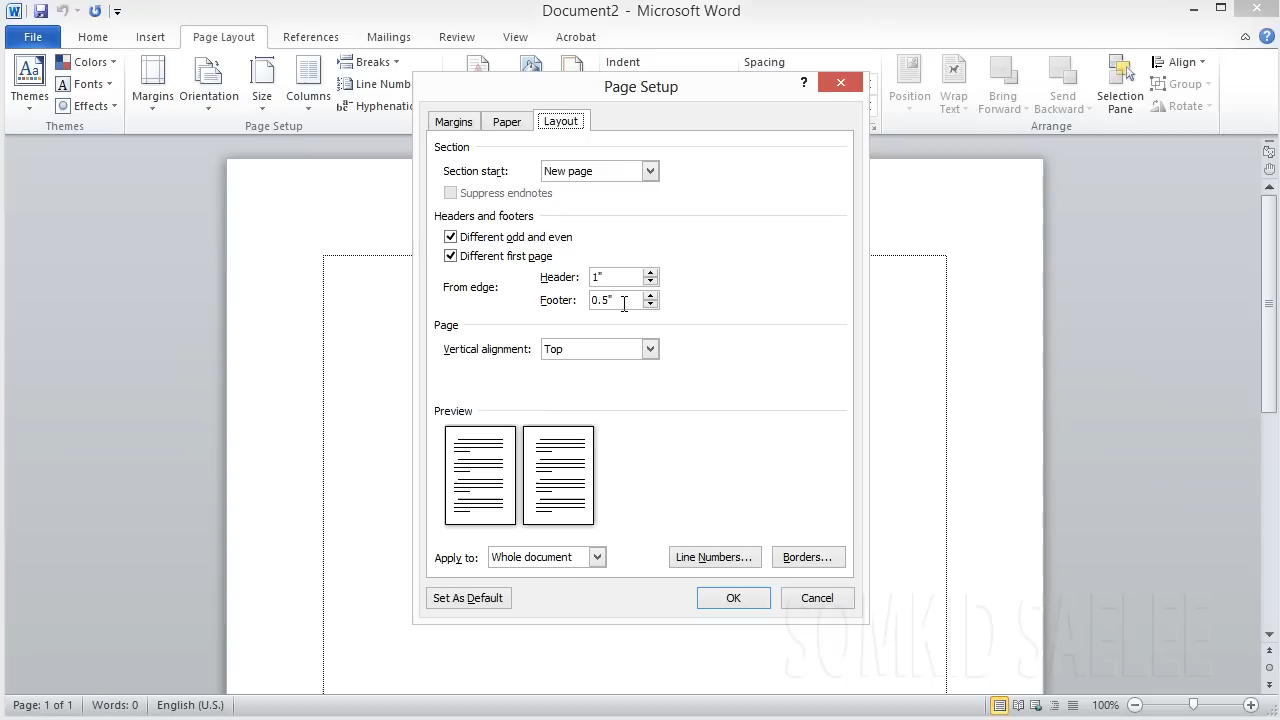 Document2 - Microsoft Word
File Home Insert Page Layout References Mailings Review View Acrobat
Themes
Colors
Fonts
Effects
Themes
Margins
Orientation
Size
Columns
Breaks
Line Numb
Hyphenatio
Page Setup
Indent
Spacing
Position
Wrap
Text
Bring
Forward
Send
Backward
Selection
Pane
Align
Group
Rotate
Arrange
Page Setup
?
Margins Paper Layout
Section
Section start: New page
Suppress endnotes
Headers and footers
Different odd and even
Different first page
From edge:
Header: 1"
Footer: 0.5"
Page
Vertical alignment: Top
Preview
Apply to: Whole document
Line Numbers... Borders...
Set As Default OK Cancel
SOMKID SAELEE
Page: 1 of 1 Words: 0 English (U.S.) 100%